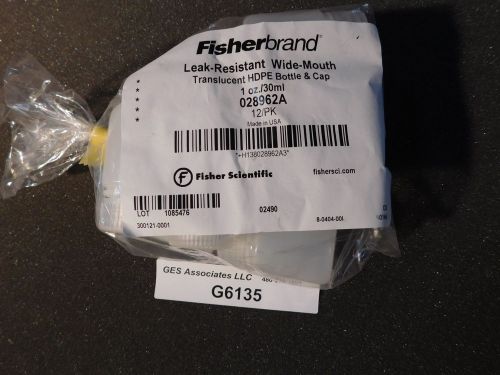 Fisherbrand
Leak-Resistant Wide-Mouth
Translucent HDPE Bottle & Cap
1 oz./30ml
028962A
12/PK
Made in USA
*+H138028962A3*
Fisher Scientific
fishersci.com
LOT 1085476 02490
300121-0001
GES Associates LLC
G6135